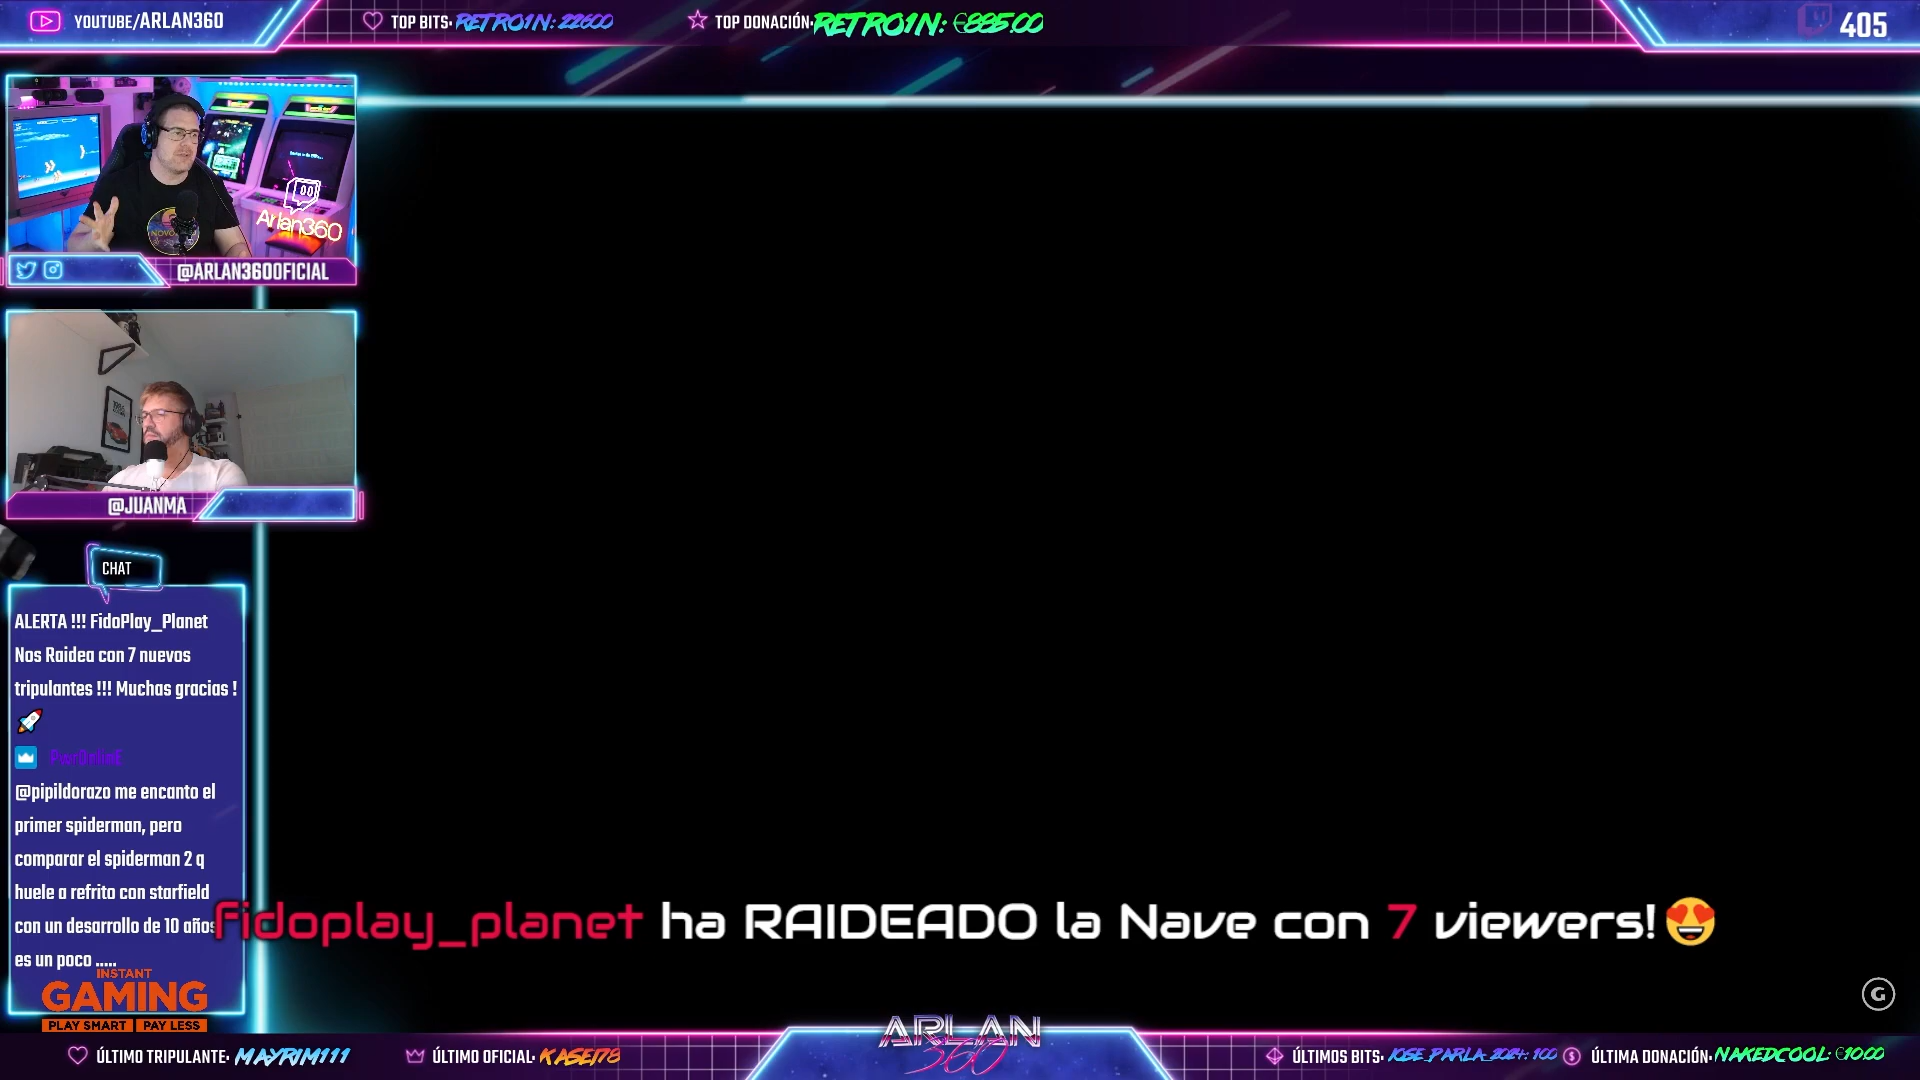 YOUTUBE/ARLAN360
TOP BITS: RETRO1N: 22600
TOP DONACIÓN: RETRO1N: €885.00
405
Arlan360
@ARLAN360OFICIAL
@JUANMA
CHAT
ALERTA !!! FidoPlay_Planet
Nos Raidea con 7 nuevos
tripulantes !!! Muchas gracias !
PwrOnlinE
@pipildorazo me encanto el
primer spiderman, pero
comparar el spiderman 2 q
huele a refrito con starfield
con un desarrollo de 10 años
es un poco .....
fidoplay_planet ha RAIDEADO la Nave con 7 viewers!
INSTANT
GAMING
PLAY SMART | PAY LESS
G
ARLAN
360
ÚLTIMO TRIPULANTE: MAYRIM111
ÚLTIMO OFICIAL: KASEI78
ÚLTIMOS BITS: JOSE_PARLA_2024: 100
ÚLTIMA DONACIÓN: NAKEDCOOL: €10.00